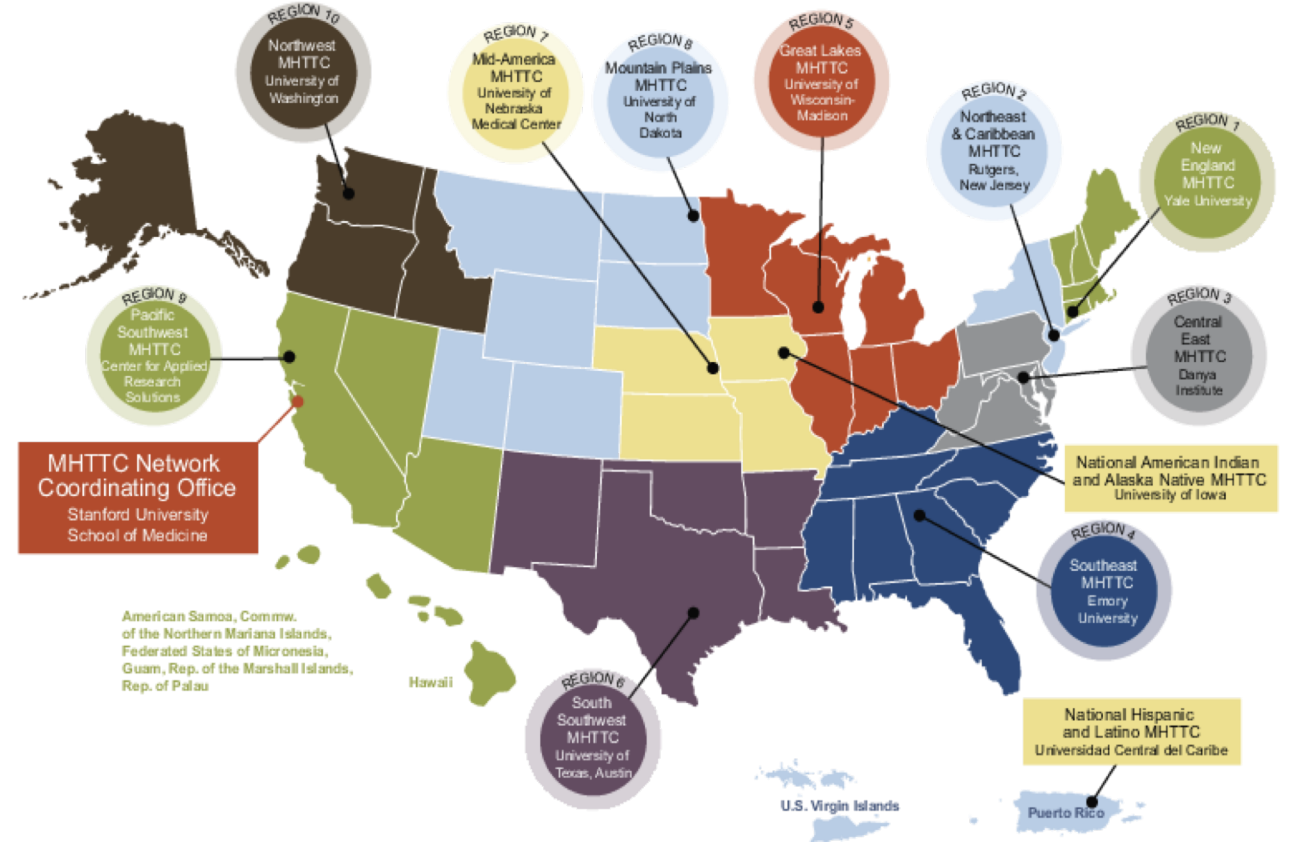 REGION 10
Northwest
MHTTC
University of
Washington
REGION 7
Mid-America
MHTTC
University of
Nebraska
Medical Center
REGION 8
Mountain Plains
MHTTC
University of
North
Dakota
REGION 5
Great Lakes
MHTTC
University of
Wisconsin-
Madison
REGION 2
Northeast
& Caribbean
MHTTC
Rutgers,
New Jersey
REGION 1
New
England
MHTTC
Yale University
REGION 9
Pacific
Southwest
MHTTC
Center for Applied
Research
Solutions
REGION 3
Central
East
MHTTC
Danya
Institute
MHTTC Network
Coordinating Office
Stanford University
School of Medicine
National American Indian
and Alaska Native MHTTC
University of Iowa
REGION 4
Southeast
MHTTC
Emory
University
American Samoa, Commw.
of the Northern Mariana Islands,
Federated States of Micronesia,
Guam, Rep. of the Marshall Islands,
Rep. of Palau
Hawaii
REGION 6
South
Southwest
MHTTC
University of
Texas, Austin
National Hispanic
and Latino MHTTC
Universidad Central del Caribe
U.S. Virgin Islands
Puerto Rico